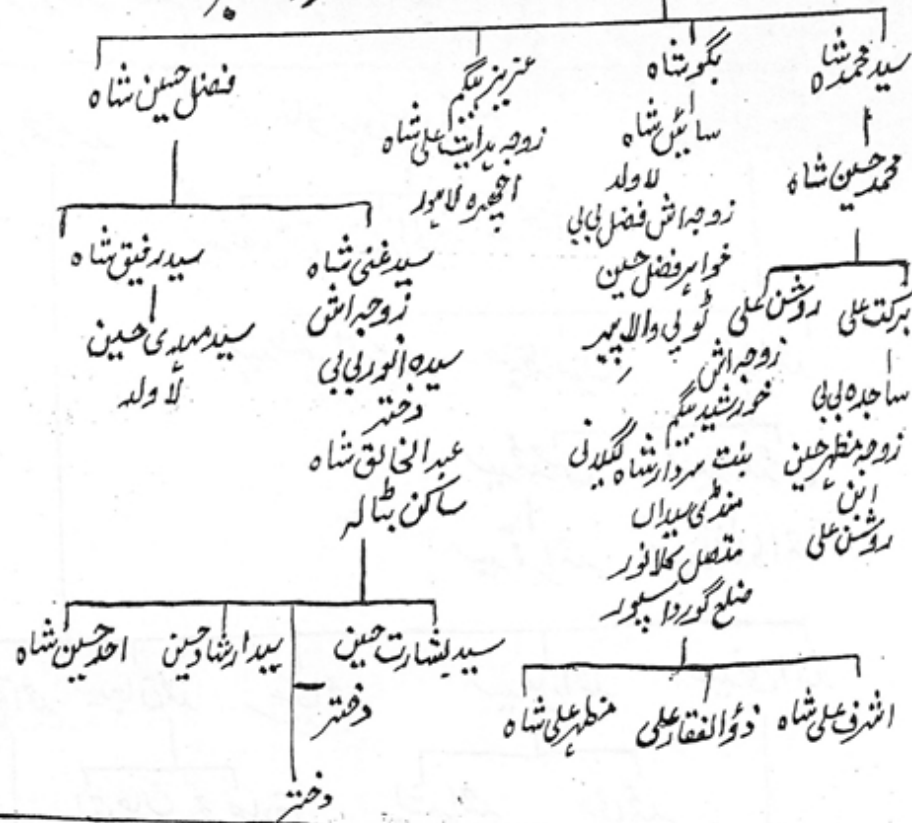 سید محمد شاہ
محمد حسین شاہ
برکت علی
ساجدہ بی بی
زوجہ مظہر حسین
ابن
روشن علی
روشن علی
زوجہ اش
خورشید بیگم
بنت سردار شاہ گیلانی
منڈی سیداں
متصل کلانور
ضلع گورداسپور
اشرف علی شاہ
ذوالفقار علی
مظہر علی شاہ
بگو شاہ
سائیں شاہ
لاولد
زوجہ اش فضل بی بی
خواہر فضل حسین
ٹوپی والا پیر
عزیز بیگم
زوجہ ہدایت علی شاہ
اچھرہ لاہور
فضل حسین شاہ
سید غنی شاہ
زوجہ اش
سیدہ انور بی بی
دختر
عبدالخالق شاہ
ساکن بٹالہ
سید بشارت حسین
دختر
دختر
سید ارشاد حسین
احمد حسین شاہ
سید رفیق شاہ
سید مہدی حسین
لاولد